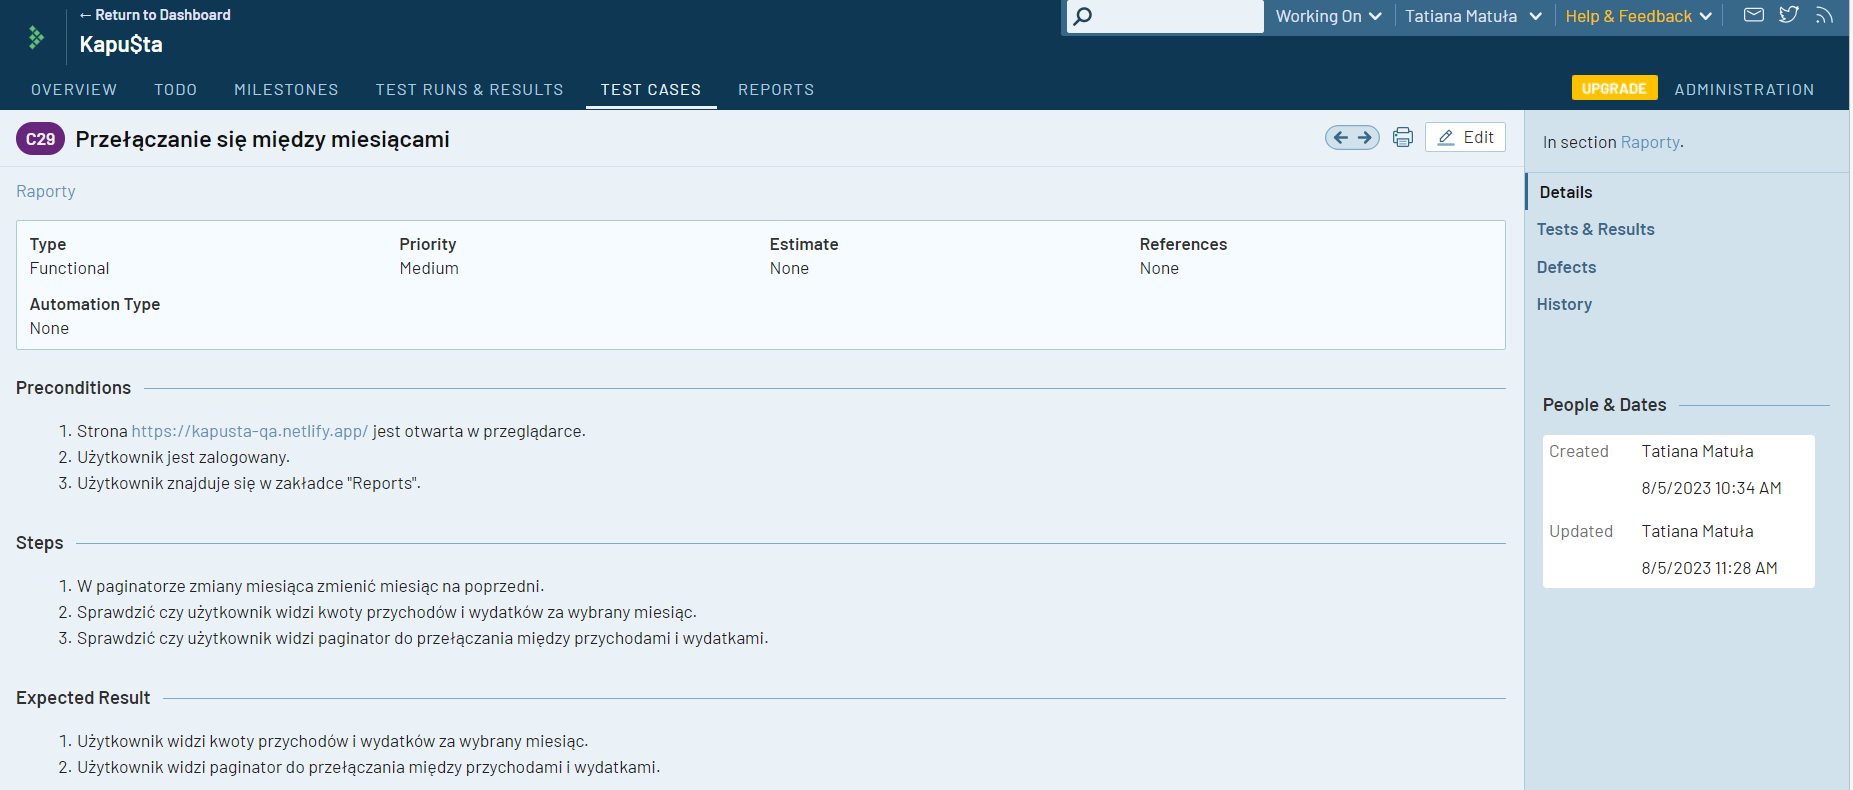 ← Return to Dashboard
Kapu$ta
Working On
Tatiana Matuła
Help & Feedback
OVERVIEW
TODO
MILESTONES
TEST RUNS & RESULTS
TEST CASES
REPORTS
UPGRADE
ADMINISTRATION
C29 Przełączanie się między miesiącami
Edit
Raporty
Type
Functional
Priority
Medium
Estimate
None
References
None
Automation Type
None
Preconditions
1. Strona https://kapusta-qa.netlify.app/ jest otwarta w przeglądarce.
2. Użytkownik jest zalogowany.
3. Użytkownik znajduje się w zakładce "Reports".
Steps
1. W paginatorze zmiany miesiąca zmienić miesiąc na poprzedni.
2. Sprawdzić czy użytkownik widzi kwoty przychodów i wydatków za wybrany miesiąc.
3. Sprawdzić czy użytkownik widzi paginator do przełączania między przychodami i wydatkami.
Expected Result
1. Użytkownik widzi kwoty przychodów i wydatków za wybrany miesiąc.
2. Użytkownik widzi paginator do przełączania między przychodami i wydatkami.
In section Raporty.
Details
Tests & Results
Defects
History
People & Dates
Created Tatiana Matuła
8/5/2023 10:34 AM
Updated Tatiana Matuła
8/5/2023 11:28 AM